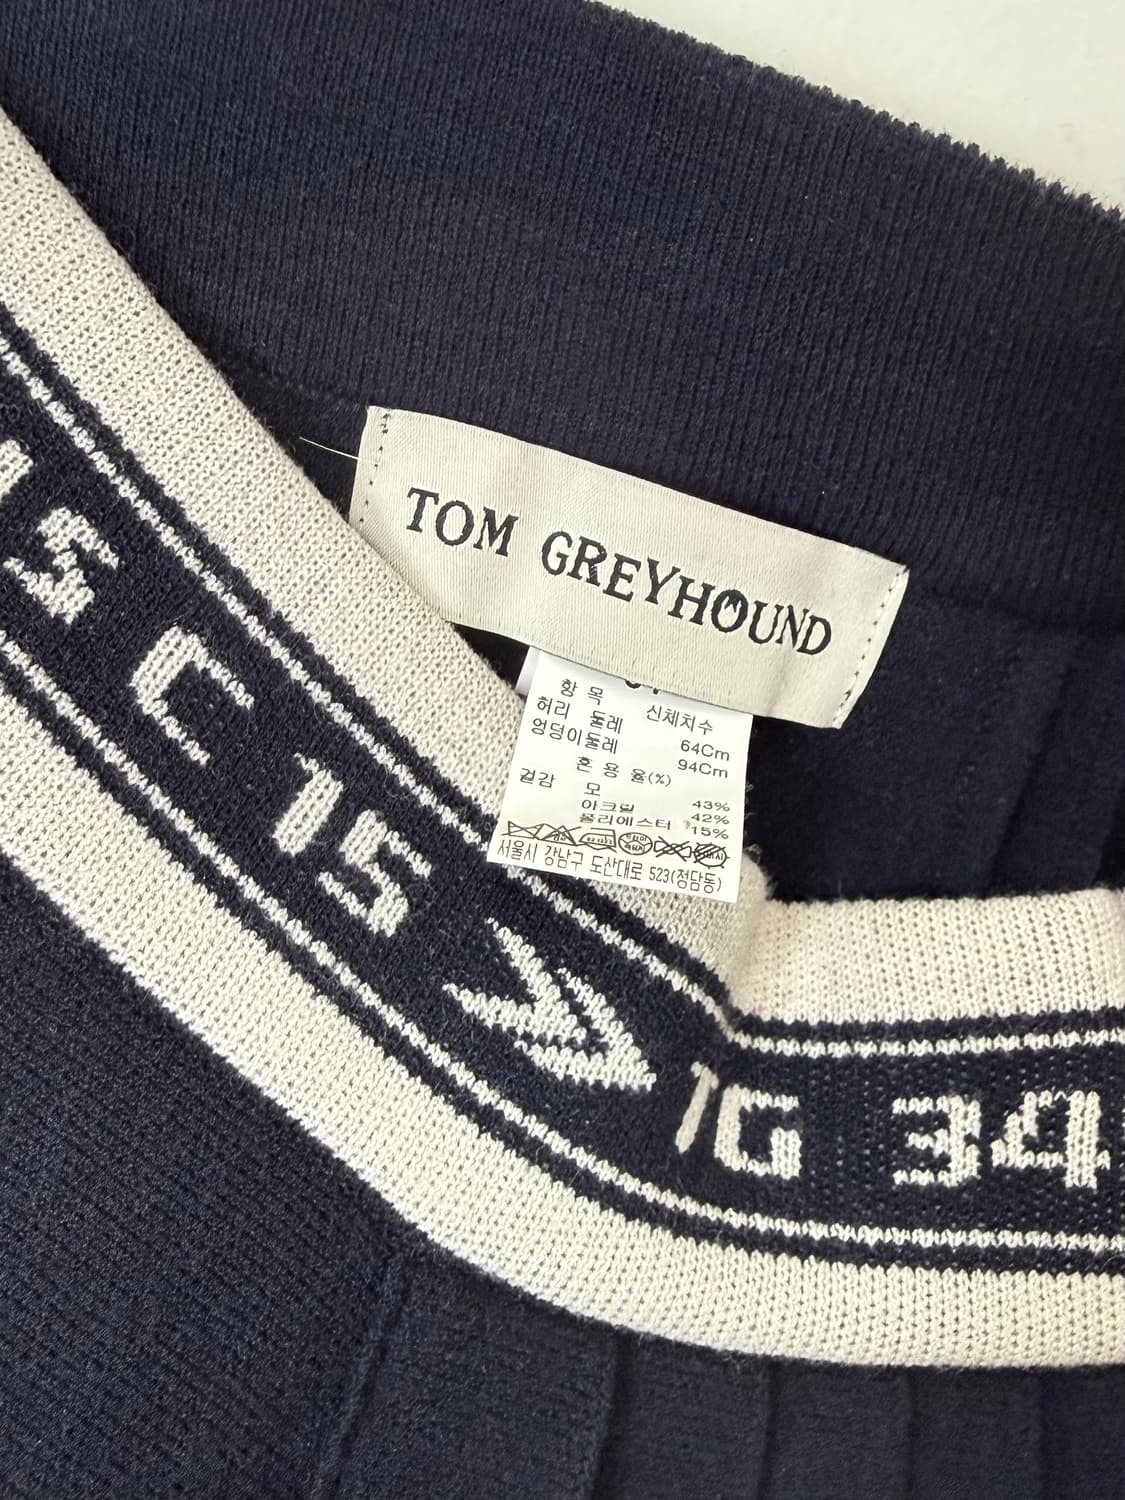 TOM GREYHOUND
항 목 신체치수
허리 둘레 64Cm
엉덩이둘레 94Cm
혼 용 율(%)
겉감 모 43%
아크릴 42%
폴리에스터 15%
서울시 강남구 도산대로 523(청담동)
C 15
TG 34